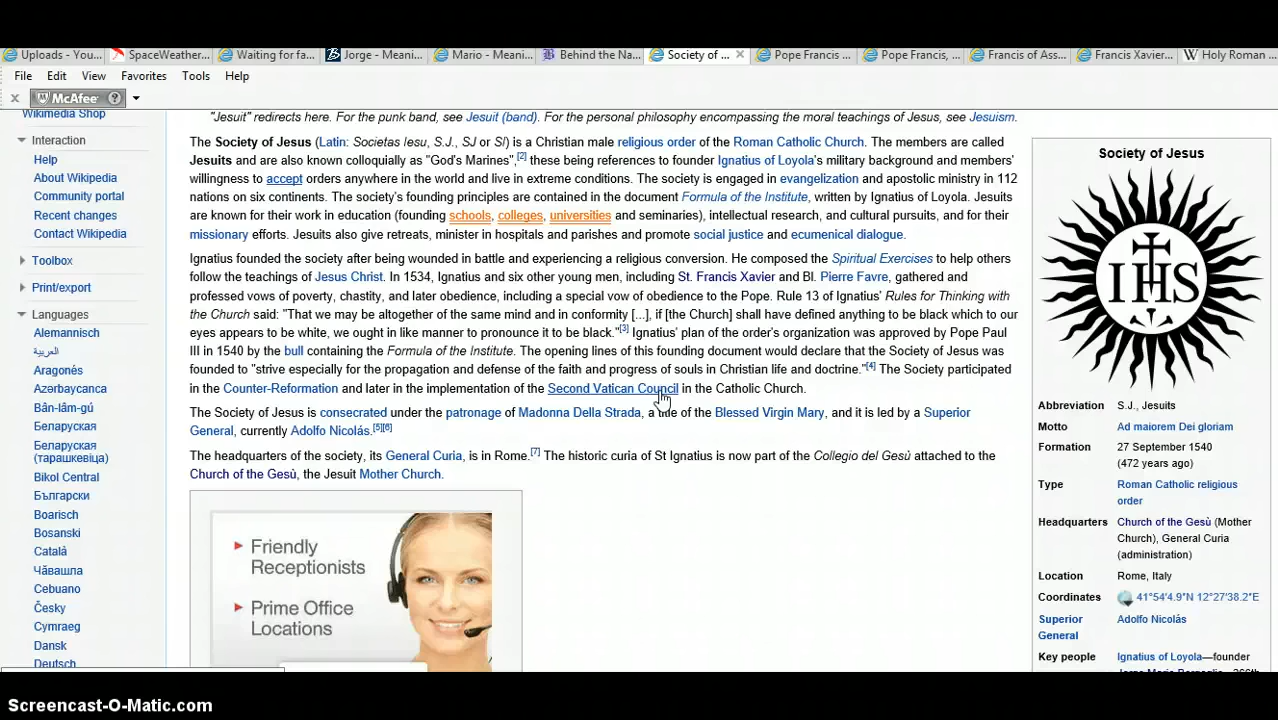 Uploads - You...
SpaceWeather...
Waiting for fa...
Jorge - Meani...
Mario - Meani...
Behind the Na...
Society of ...
Pope Francis ...
Pope Francis, ...
Francis of Ass...
Francis Xavier...
Holy Roman ...
File Edit View Favorites Tools Help
McAfee
Wikimedia Shop
Interaction
Help
About Wikipedia
Community portal
Recent changes
Contact Wikipedia
Toolbox
Print/export
Languages
Alemannisch
العربية
Aragonés
Azərbaycanca
Bân-lâm-gú
Беларуская
Беларуская
(тарашкевіца)
Bikol Central
Български
Boarisch
Bosanski
Català
Чӑвашла
Cebuano
Česky
Cymraeg
Dansk
Deutsch
"Jesuit" redirects here. For the punk band, see Jesuit (band). For the personal philosophy encompassing the moral teachings of Jesus, see Jesuism.
The Society of Jesus (Latin: Societas Iesu, S.J., SJ or SI) is a Christian male religious order of the Roman Catholic Church. The members are called
Jesuits and are also known colloquially as "God's Marines",[2] these being references to founder Ignatius of Loyola's military background and members'
willingness to accept orders anywhere in the world and live in extreme conditions. The society is engaged in evangelization and apostolic ministry in 112
nations on six continents. The society's founding principles are contained in the document Formula of the Institute, written by Ignatius of Loyola. Jesuits
are known for their work in education (founding schools, colleges, universities and seminaries), intellectual research, and cultural pursuits, and for their
missionary efforts. Jesuits also give retreats, minister in hospitals and parishes and promote social justice and ecumenical dialogue.
Ignatius founded the society after being wounded in battle and experiencing a religious conversion. He composed the Spiritual Exercises to help others
follow the teachings of Jesus Christ. In 1534, Ignatius and six other young men, including St. Francis Xavier and Bl. Pierre Favre, gathered and
professed vows of poverty, chastity, and later obedience, including a special vow of obedience to the Pope. Rule 13 of Ignatius' Rules for Thinking with
the Church said: "That we may be altogether of the same mind and in conformity [...], if [the Church] shall have defined anything to be black which to our
eyes appears to be white, we ought in like manner to pronounce it to be black."[3] Ignatius' plan of the order's organization was approved by Pope Paul
III in 1540 by the bull containing the Formula of the Institute. The opening lines of this founding document would declare that the Society of Jesus was
founded to "strive especially for the propagation and defense of the faith and progress of souls in Christian life and doctrine."[4] The Society participated
in the Counter-Reformation and later in the implementation of the Second Vatican Council in the Catholic Church.
The Society of Jesus is consecrated under the patronage of Madonna Della Strada, a title of the Blessed Virgin Mary, and it is led by a Superior
General, currently Adolfo Nicolás.[5][6]
The headquarters of the society, its General Curia, is in Rome.[7] The historic curia of St Ignatius is now part of the Collegio del Gesù attached to the
Church of the Gesù, the Jesuit Mother Church.
Friendly
Receptionists
Prime Office
Locations
Society of Jesus
IHS
Abbreviation S.J., Jesuits
Motto Ad maiorem Dei gloriam
Formation 27 September 1540
(472 years ago)
Type Roman Catholic religious
order
Headquarters Church of the Gesù (Mother
Church), General Curia
(administration)
Location Rome, Italy
Coordinates 41°54′4.9″N 12°27′38.2″E
Superior Adolfo Nicolás
General
Key people Ignatius of Loyola—founder
Screencast-O-Matic.com